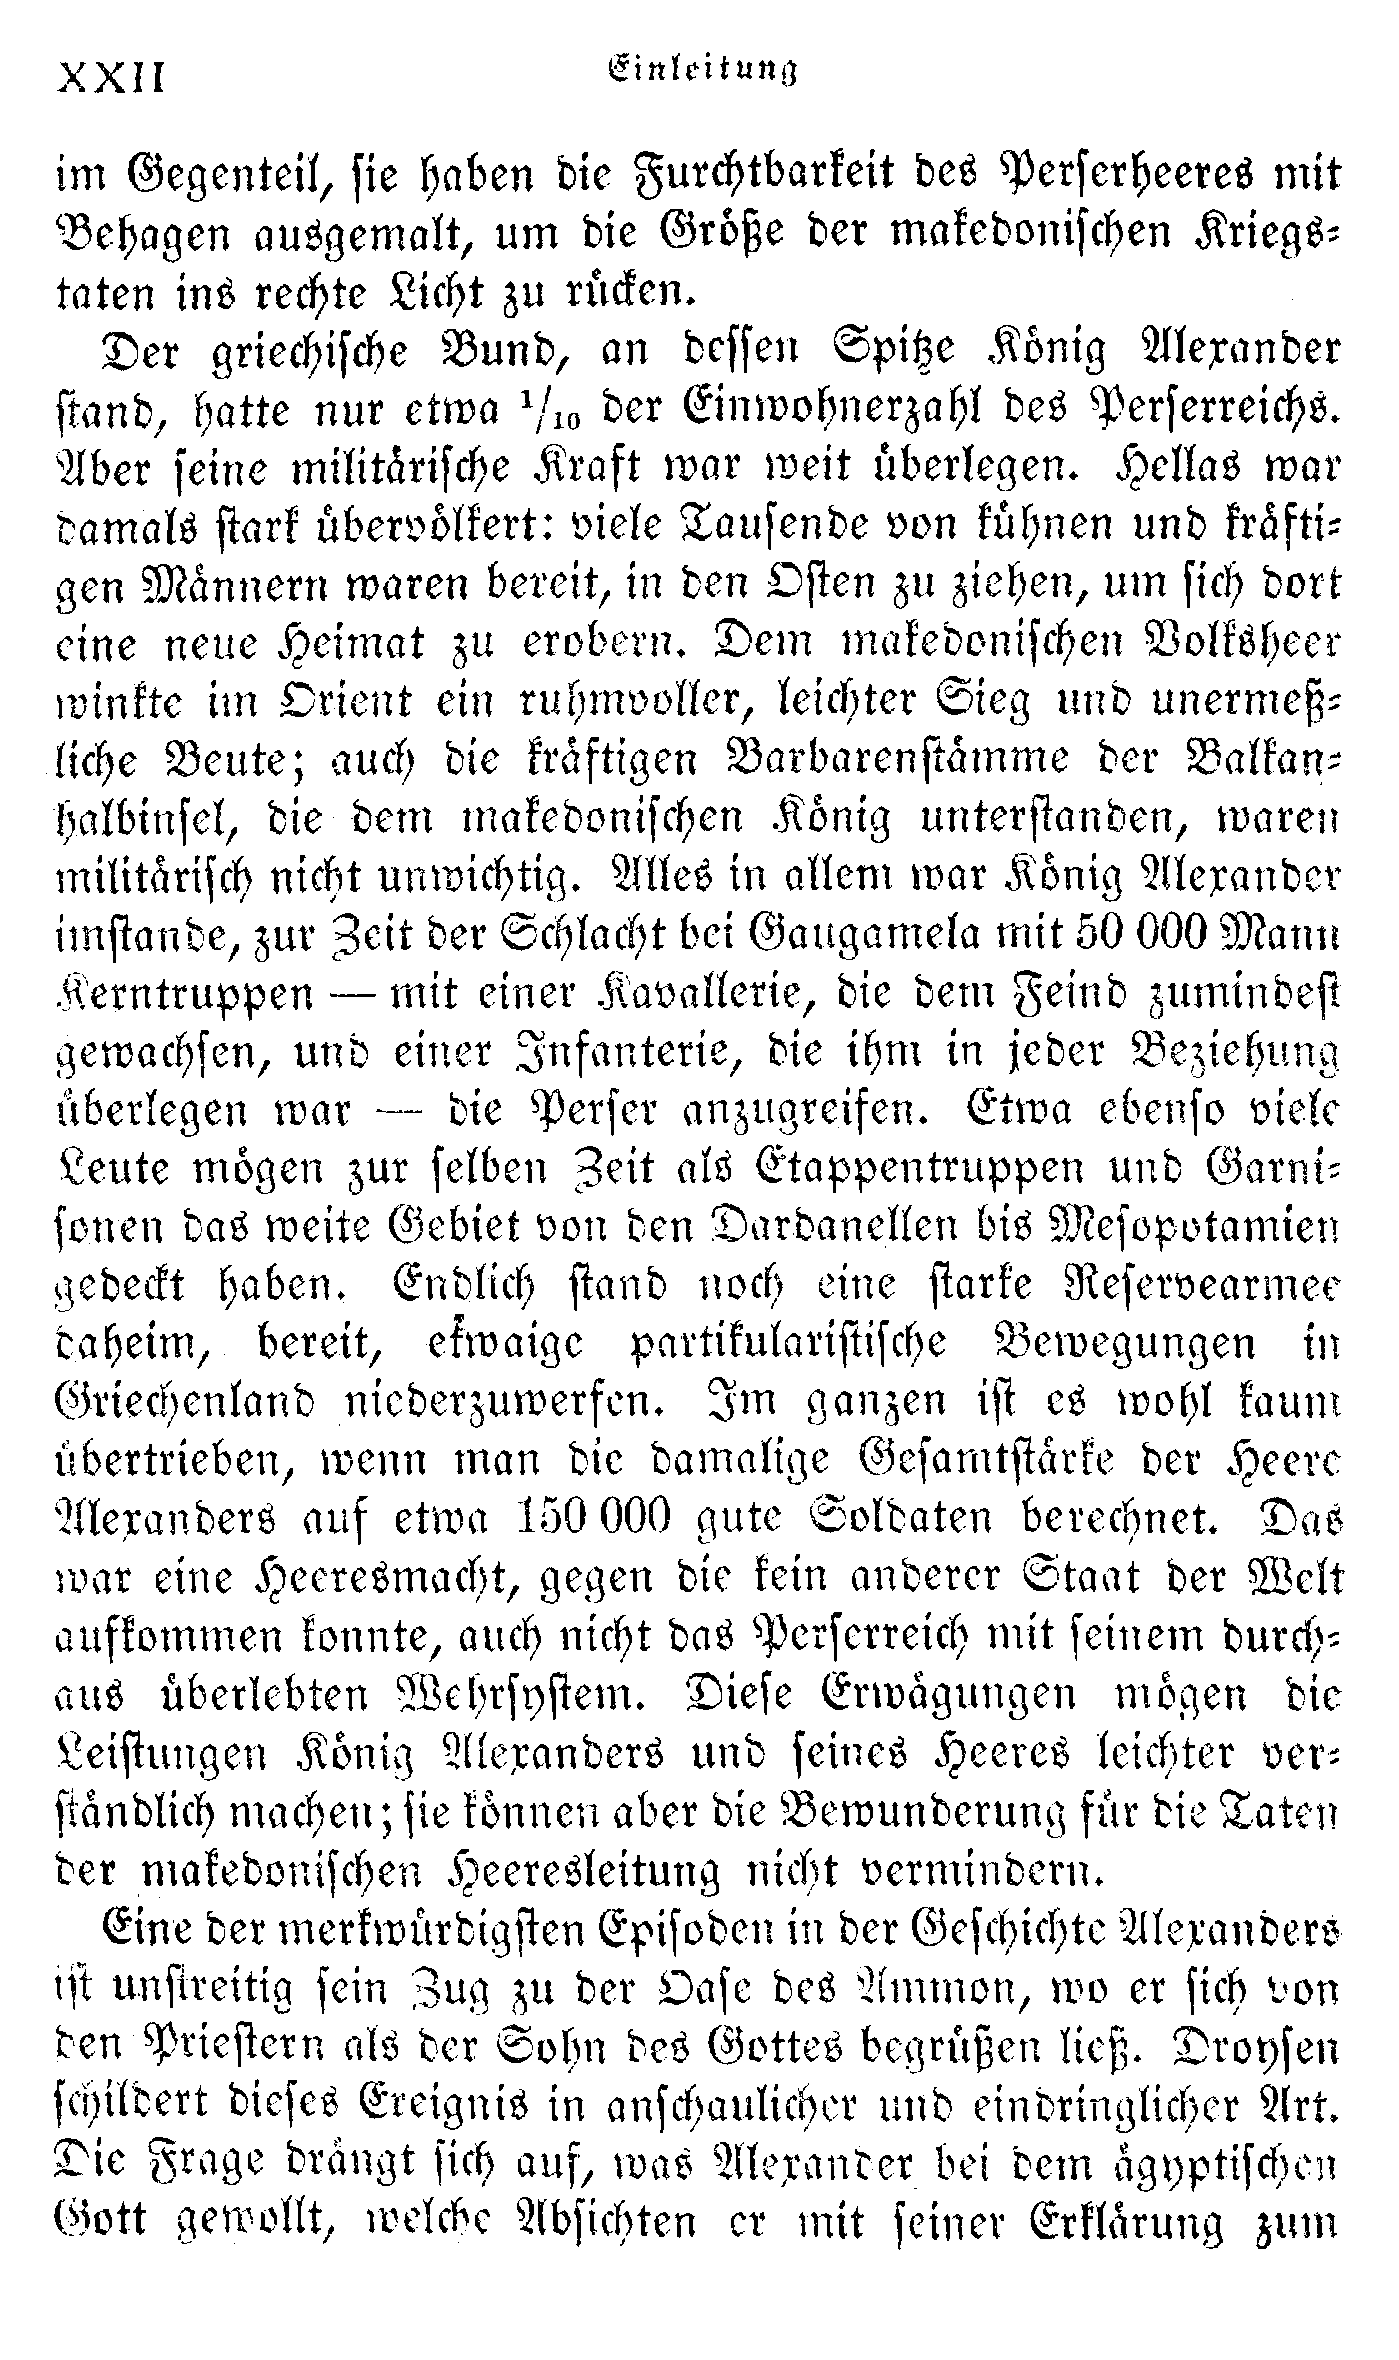 XXII
Einleitung
im Gegenteil, sie haben die Furchtbarkeit des Perserheeres mit
Behagen ausgemalt, um die Größe der makedonischen Kriegs-
taten ins rechte Licht zu rücken.
Der griechische Bund, an dessen Spitze König Alexander
stand, hatte nur etwa 1/10 der Einwohnerzahl des Perserreichs.
Aber seine militärische Kraft war weit überlegen. Hellas war
damals stark übervölkert: viele Tausende von kühnen und kräfti-
gen Männern waren bereit, in den Osten zu ziehen, um sich dort
eine neue Heimat zu erobern. Dem makedonischen Volksheer
winkte im Orient ein ruhmvoller, leichter Sieg und unermeß-
liche Beute; auch die kräftigen Barbarenstämme der Balkan-
halbinsel, die dem makedonischen König unterstanden, waren
militärisch nicht unwichtig. Alles in allem war König Alexander
imstande, zur Zeit der Schlacht bei Gaugamela mit 50 000 Mann
Kerntruppen — mit einer Kavallerie, die dem Feind zumindest
gewachsen, und einer Infanterie, die ihm in jeder Beziehung
überlegen war — die Perser anzugreifen. Etwa ebenso viele
Leute mögen zur selben Zeit als Etappentruppen und Garni-
sonen das weite Gebiet von den Dardanellen bis Mesopotamien
gedeckt haben. Endlich stand noch eine starke Reservearmee
daheim, bereit, etwaige partikularistische Bewegungen in
Griechenland niederzuwerfen. Im ganzen ist es wohl kaum
übertrieben, wenn man die damalige Gesamtstärke der Heere
Alexanders auf etwa 150 000 gute Soldaten berechnet. Das
war eine Heeresmacht, gegen die kein anderer Staat der Welt
aufkommen konnte, auch nicht das Perserreich mit seinem durch-
aus überlebten Wehrsystem. Diese Erwägungen mögen die
Leistungen König Alexanders und seines Heeres leichter ver-
ständlich machen; sie können aber die Bewunderung für die Taten
der makedonischen Heeresleitung nicht vermindern.
Eine der merkwürdigsten Episoden in der Geschichte Alexanders
ist unstreitig sein Zug zu der Oase des Ammon, wo er sich von
den Priestern als der Sohn des Gottes begrüßen ließ. Droysen
schildert dieses Ereignis in anschaulicher und eindringlicher Art.
Die Frage drängt sich auf, was Alexander bei dem ägyptischen
Gott gewollt, welche Absichten er mit seiner Erklärung zum